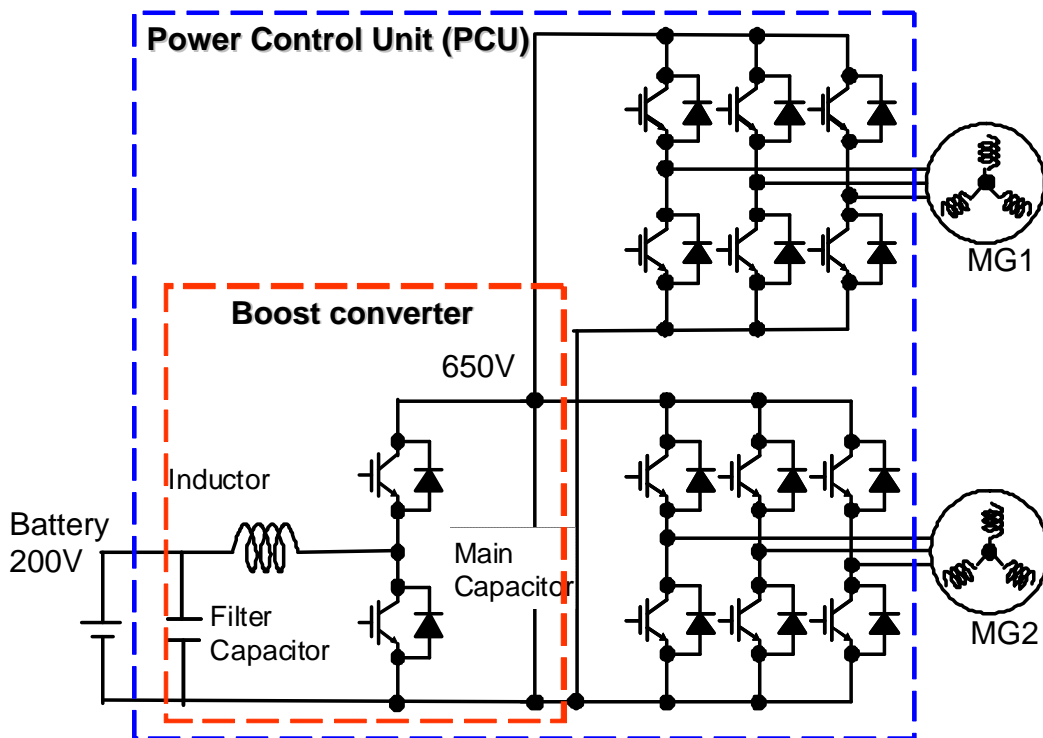 Power Control Unit (PCU)
MG1
Boost converter
650V
Inductor
Battery
200V
Main
Capacitor
Filter
Capacitor
MG2